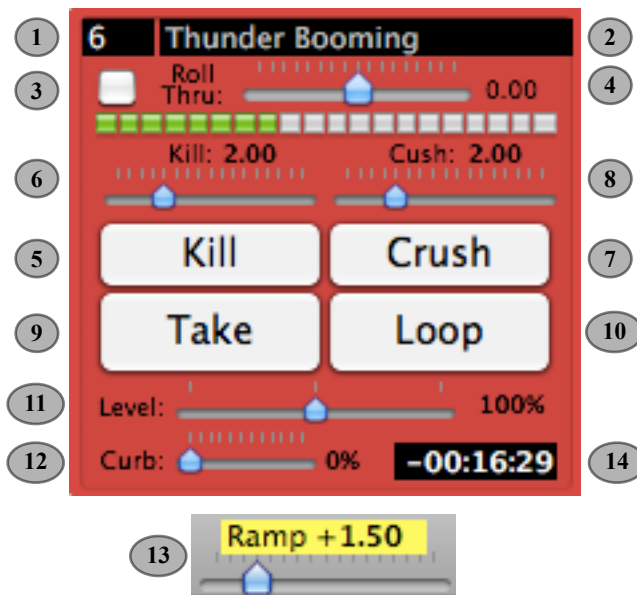 1 6 Thunder Booming 2
3 Roll Thru: 0.00 4
6 Kill: 2.00 Cush: 2.00 8
5 Kill Crush 7
9 Take Loop 10
11 Level: 100%
12 Curb: 0% -00:16:29 14
13 Ramp +1.50